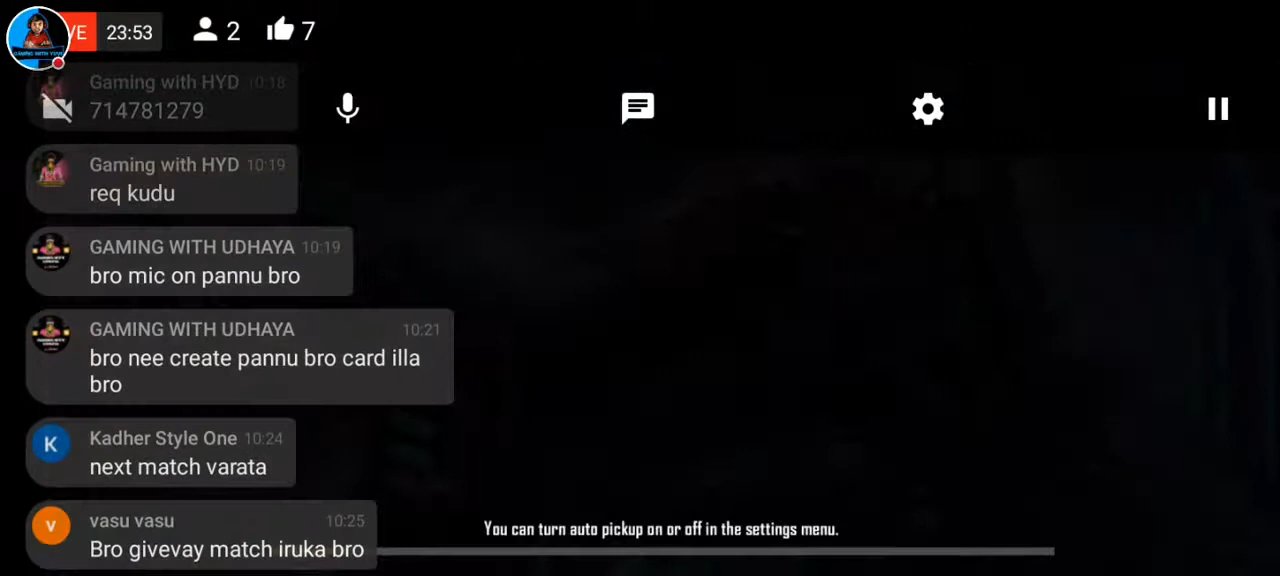 VE 23:53 2 7
Gaming with HYD 10:18
714781279
Gaming with HYD 10:19
req kudu
GAMING WITH UDHAYA 10:19
bro mic on pannu bro
GAMING WITH UDHAYA 10:21
bro nee create pannu bro card illa
bro
Kadher Style One 10:24
K
next match varata
vasu vasu 10:25
v
Bro givevay match iruka bro
You can turn auto pickup on or off in the settings menu.